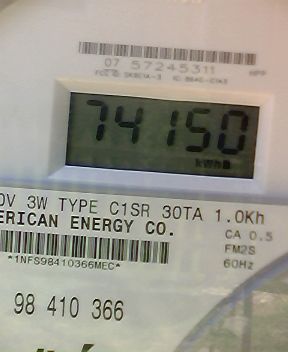 07 57245311
74150
kWh
0V 3W TYPE C1SR 30TA 1.0Kh
ERICAN ENERGY CO.
CA 0.5
FM2S
*1NFS98410366MEC*
60Hz
98 410 366